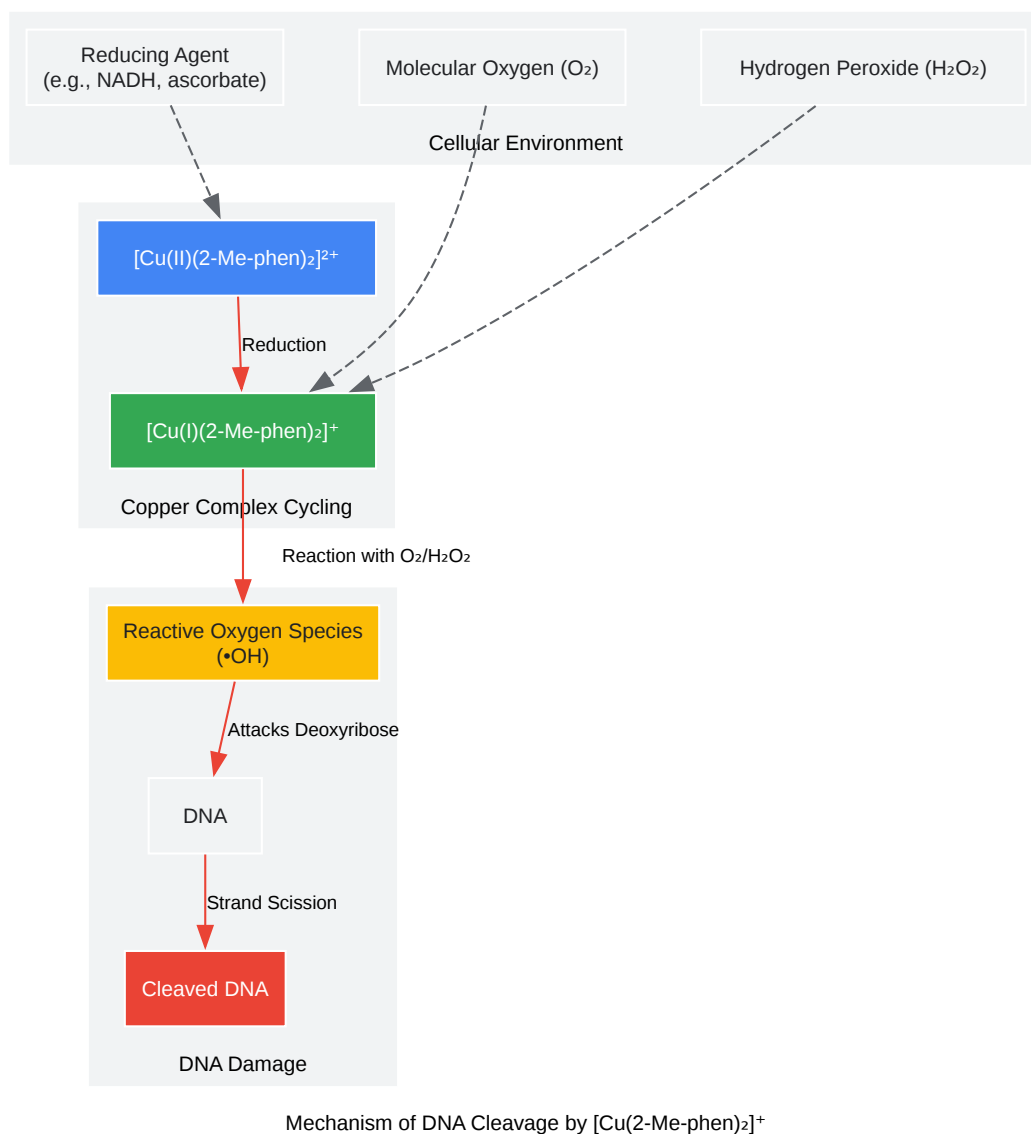 Reducing Agent
(e.g., NADH, ascorbate)
Molecular Oxygen (O₂)
Hydrogen Peroxide (H₂O₂)
Cellular Environment
[Cu(II)(2-Me-phen)₂]²⁺
Reduction
[Cu(I)(2-Me-phen)₂]⁺
Copper Complex Cycling
Reaction with O₂/H₂O₂
Reactive Oxygen Species
(•OH)
Attacks Deoxyribose
DNA
Strand Scission
Cleaved DNA
DNA Damage
Mechanism of DNA Cleavage by [Cu(2-Me-phen)₂]⁺